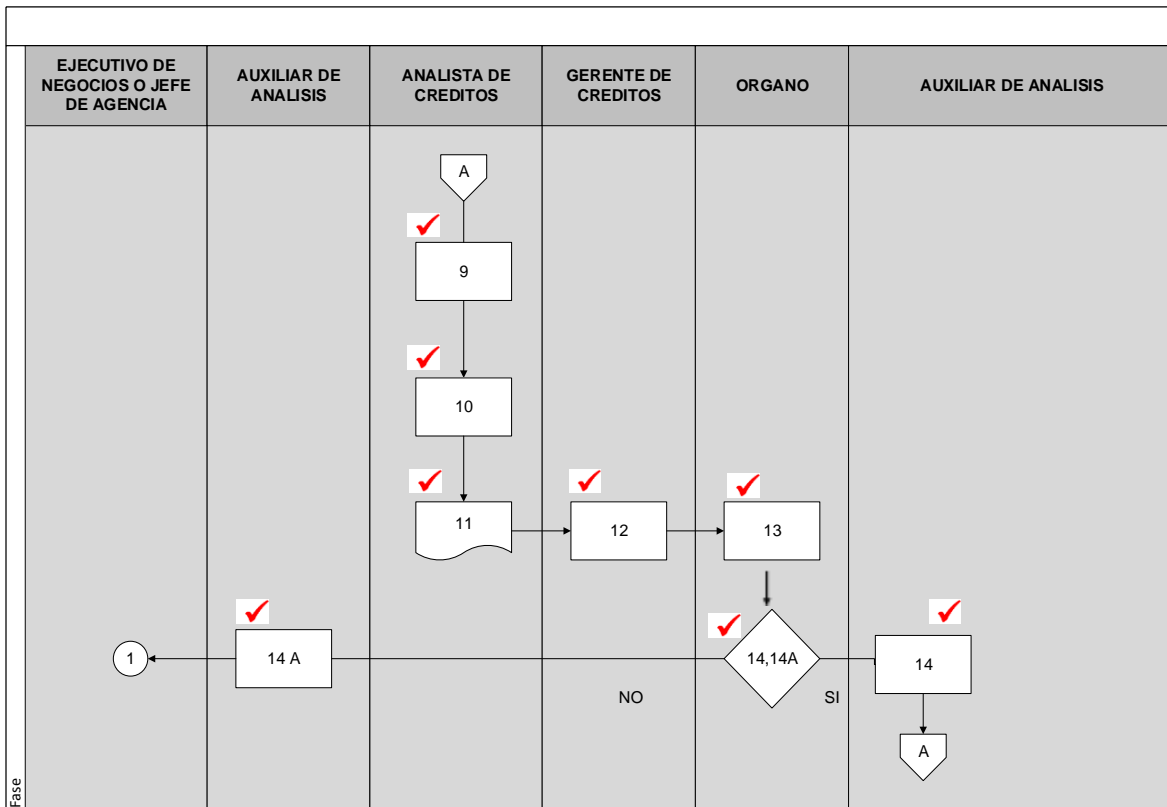 EJECUTIVO DE
NEGOCIOS O JEFE
DE AGENCIA
AUXILIAR DE
ANALISIS
ANALISTA DE
CREDITOS
GERENTE DE
CREDITOS
ORGANO
AUXILIAR DE ANALISIS
A
9
10
11
12
13
1
14 A
14,14A
14
NO
SI
A
Fase